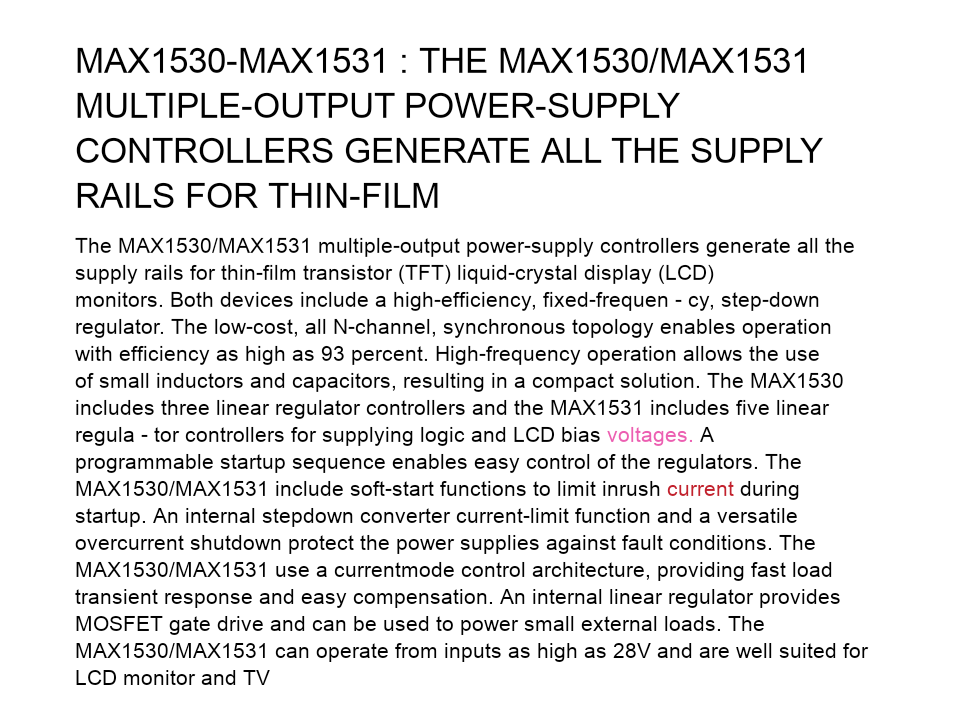 MAX1530-MAX1531 : THE MAX1530/MAX1531
MULTIPLE-OUTPUT POWER-SUPPLY
CONTROLLERS GENERATE ALL THE SUPPLY
RAILS FOR THIN-FILM
The MAX1530/MAX1531 multiple-output power-supply controllers generate all the
supply rails for thin-film transistor (TFT) liquid-crystal display (LCD)
monitors. Both devices include a high-efficiency, fixed-frequen - cy, step-down
regulator. The low-cost, all N-channel, synchronous topology enables operation
with efficiency as high as 93 percent. High-frequency operation allows the use
of small inductors and capacitors, resulting in a compact solution. The MAX1530
includes three linear regulator controllers and the MAX1531 includes five linear
regula - tor controllers for supplying logic and LCD bias voltages. A
programmable startup sequence enables easy control of the regulators. The
MAX1530/MAX1531 include soft-start functions to limit inrush current during
startup. An internal stepdown converter current-limit function and a versatile
overcurrent shutdown protect the power supplies against fault conditions. The
MAX1530/MAX1531 use a currentmode control architecture, providing fast load
transient response and easy compensation. An internal linear regulator provides
MOSFET gate drive and can be used to power small external loads. The
MAX1530/MAX1531 can operate from inputs as high as 28V and are well suited for
LCD monitor and TV